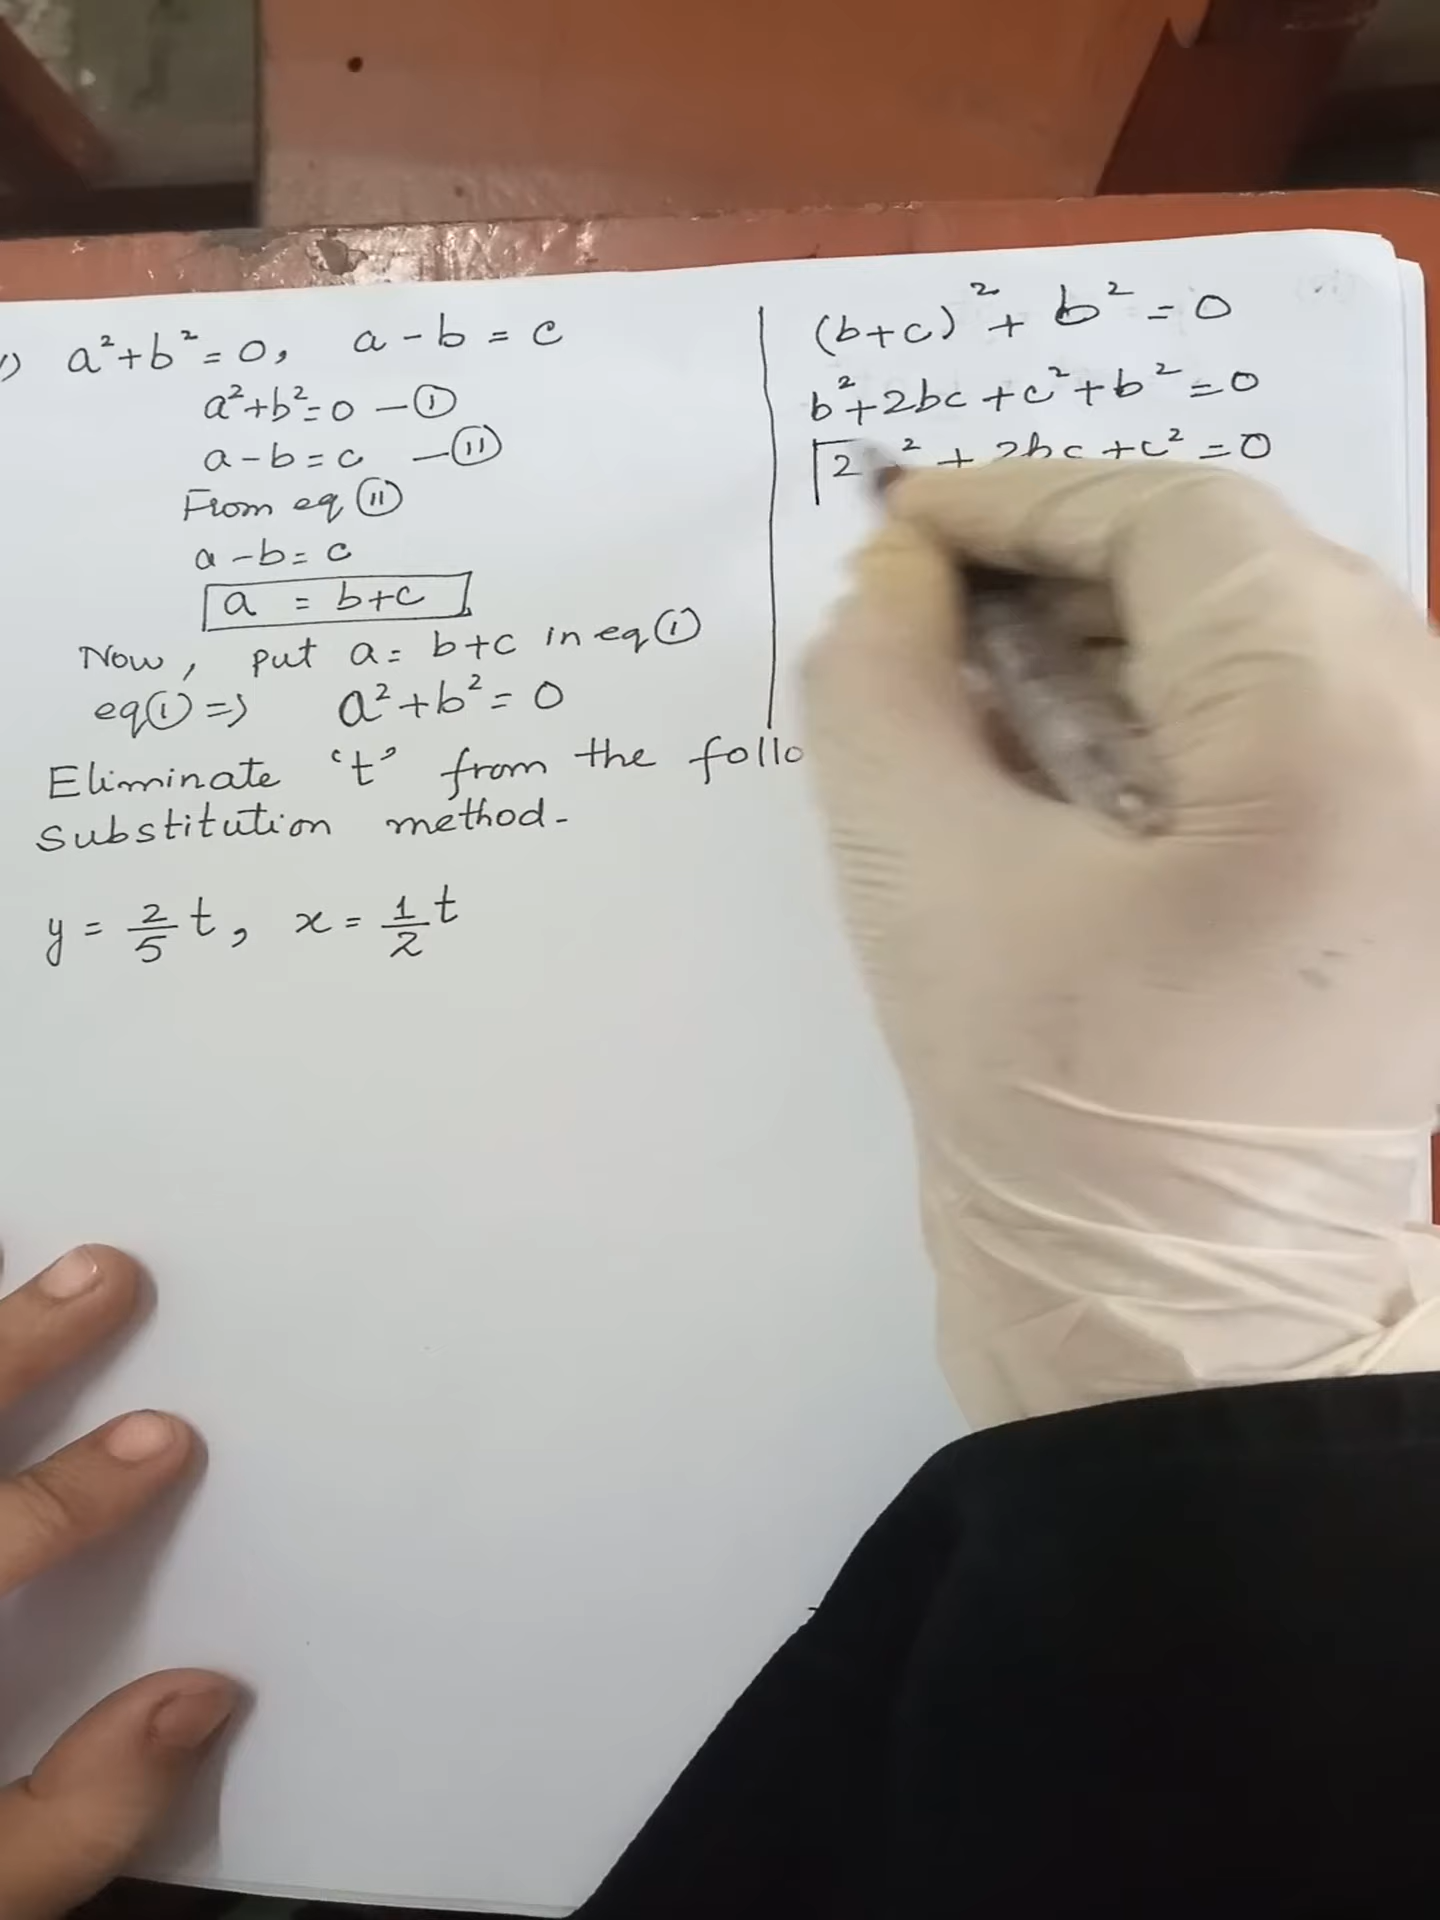 a² + b² = 0, a - b = c
a² + b² = 0 — (i)
a - b = c — (ii)
From eq (ii)
a - b = c
a = b + c
Now, put a = b + c in eq (i)
eq (i) => a² + b² = 0
(b + c)² + b² = 0
b² + 2bc + c² + b² = 0
2 ² + 2bc + c² = 0
Eliminate 't' from the
substitution method-
y = 2/5 t, x = 1/2 t